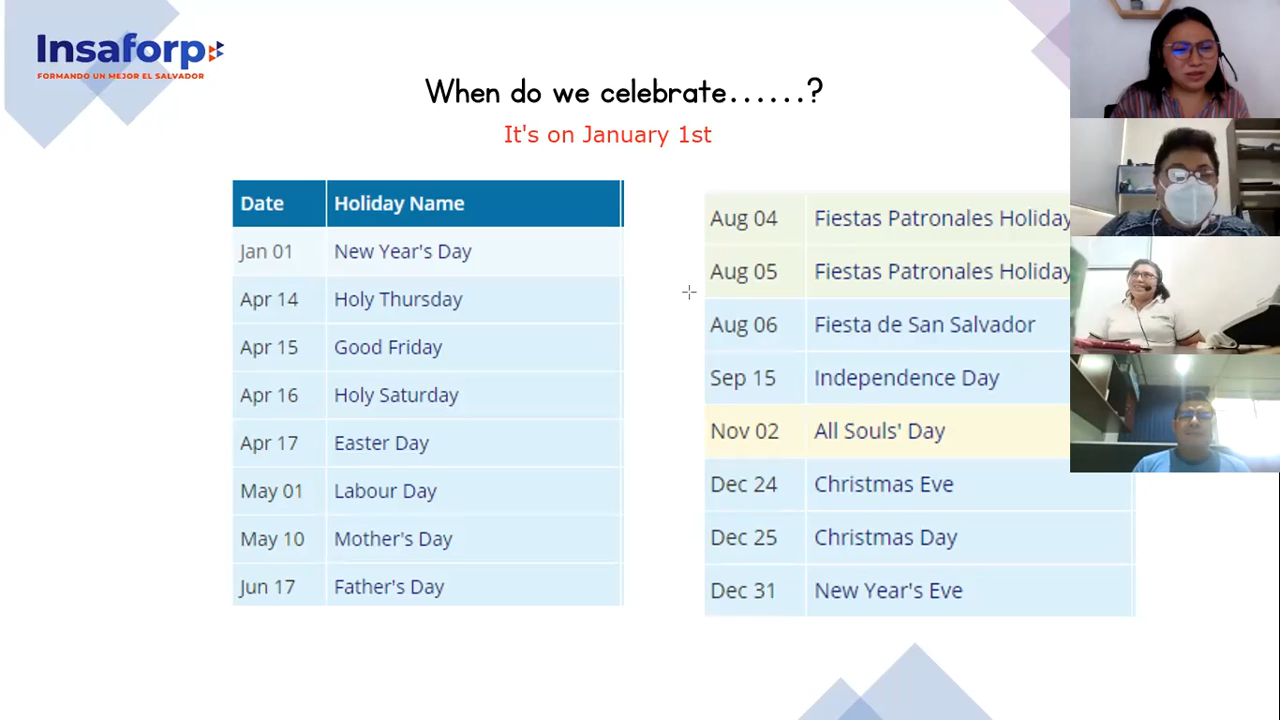 Insaforp
FORMANDO UN MEJOR EL SALVADOR
When do we celebrate......?
It's on January 1st
Date Holiday Name
Jan 01 New Year's Day
Apr 14 Holy Thursday
Apr 15 Good Friday
Apr 16 Holy Saturday
Apr 17 Easter Day
May 01 Labour Day
May 10 Mother's Day
Jun 17 Father's Day
Aug 04 Fiestas Patronales Holiday
Aug 05 Fiestas Patronales Holiday
Aug 06 Fiesta de San Salvador
Sep 15 Independence Day
Nov 02 All Souls' Day
Dec 24 Christmas Eve
Dec 25 Christmas Day
Dec 31 New Year's Eve